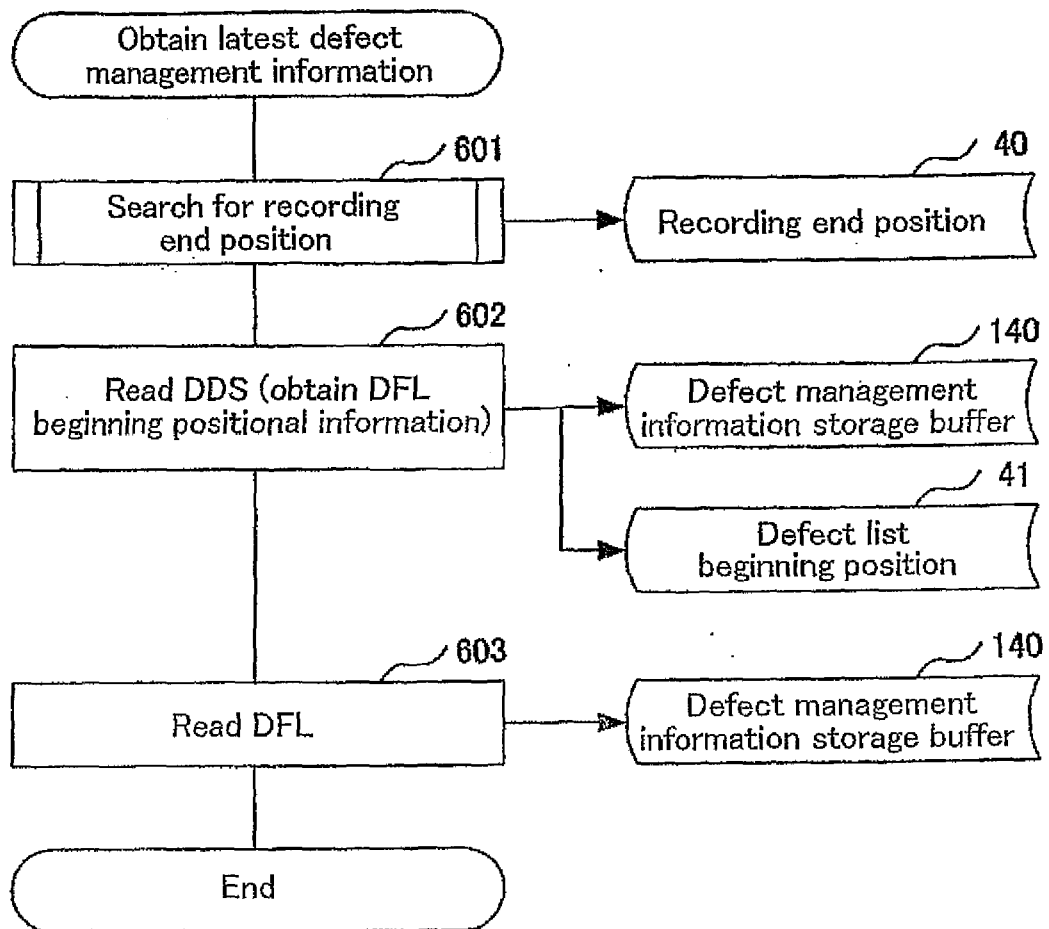 Obtain latest defect
management information
601
Search for recording
end position
40
Recording end position
602
Read DDS (obtain DFL
beginning positional information)
140
Defect management
information storage buffer
41
Defect list
beginning position
603
Read DFL
140
Defect management
information storage buffer
End